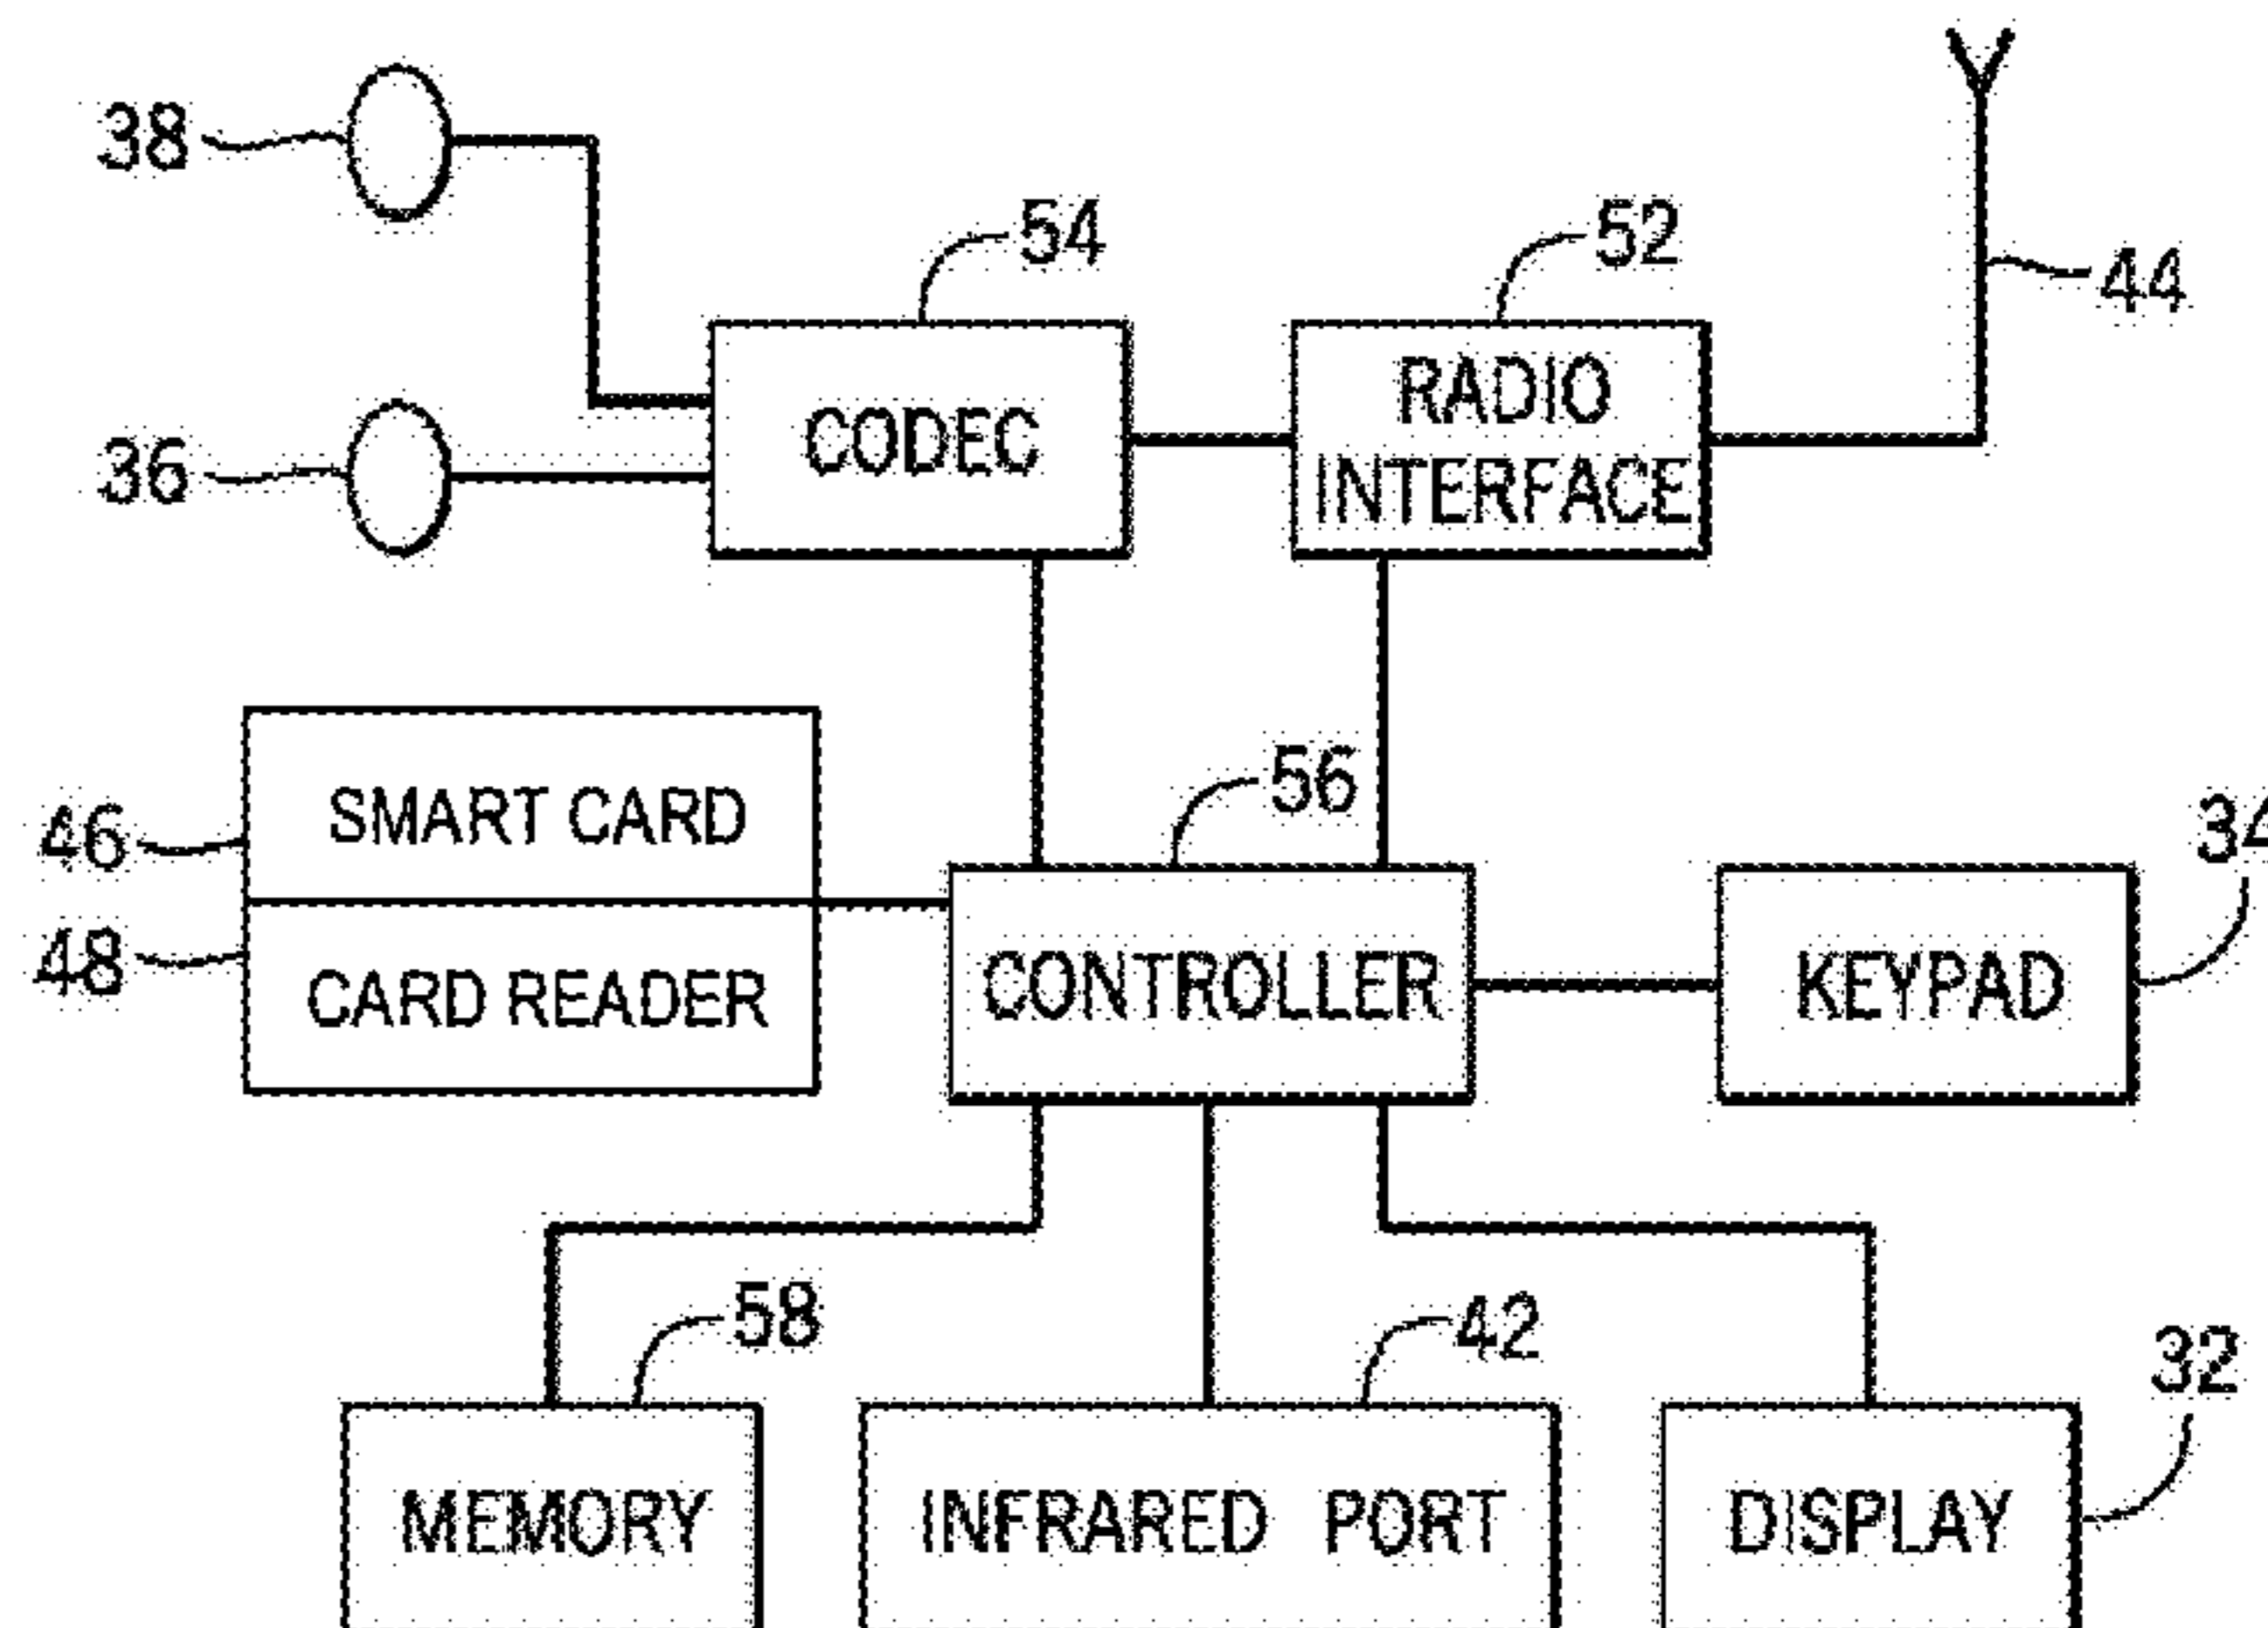 38
54
52
44
CODEC
RADIO
INTERFACE
36
56
46
SMART CARD
34
48
CARD READER
CONTROLLER
KEYPAD
58
42
32
MEMORY
INFRARED PORT
DISPLAY